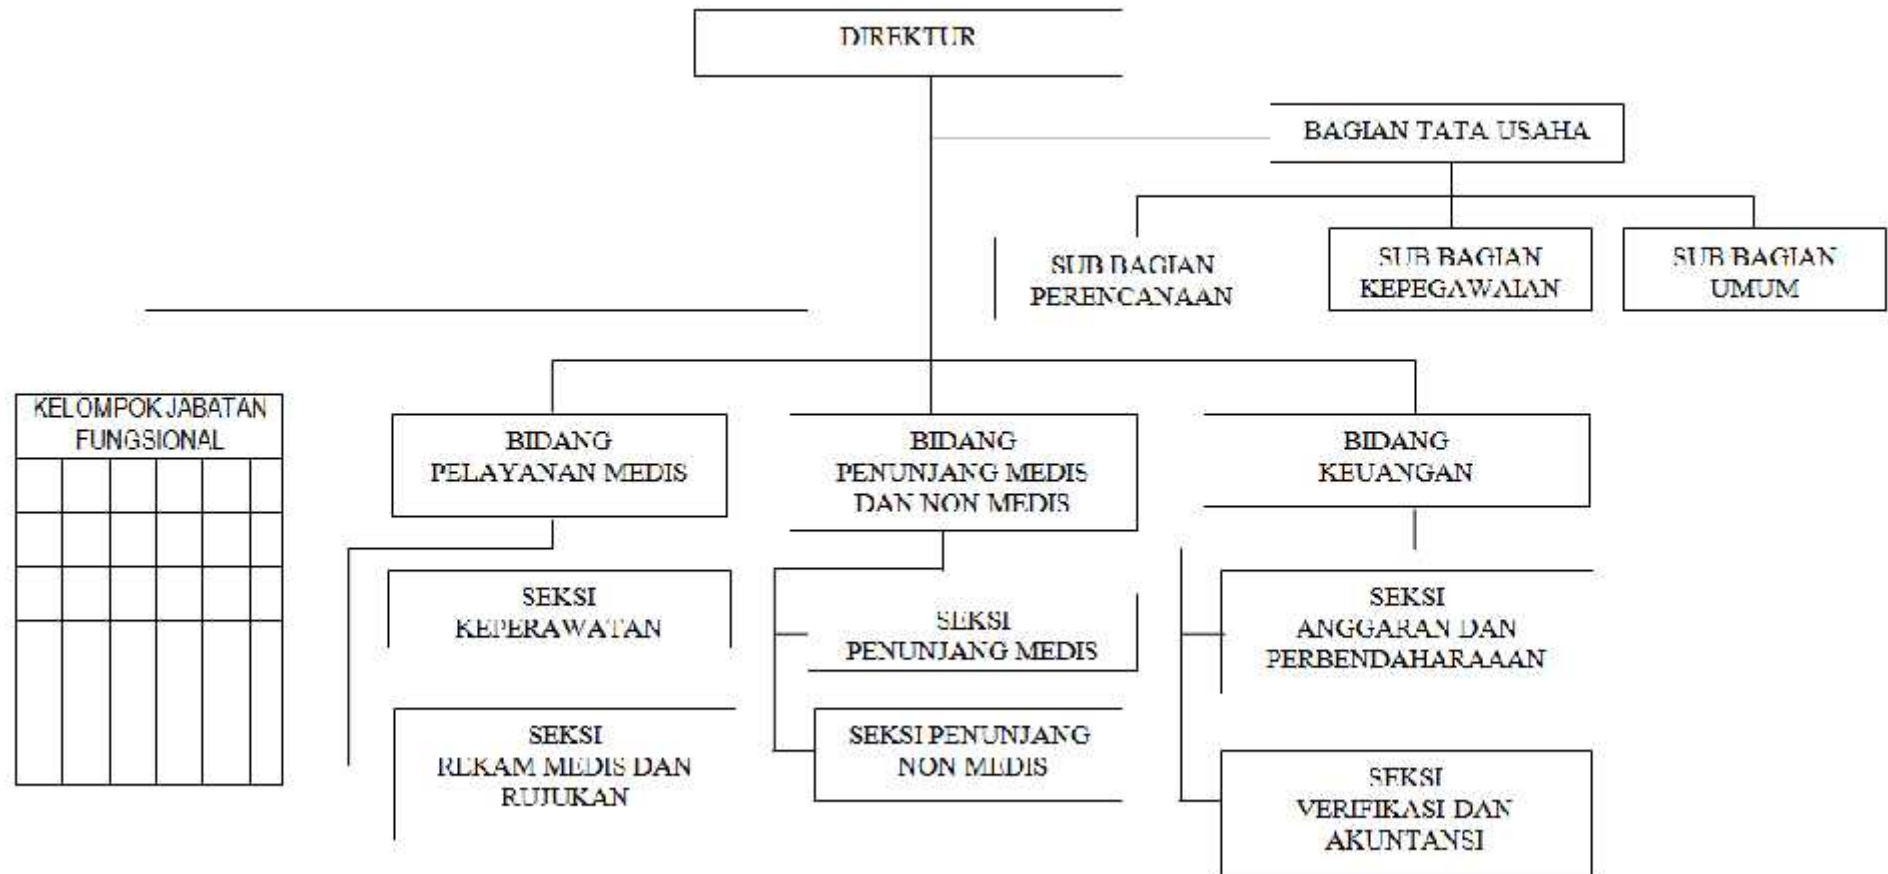 DIREKTUR
BAGIAN TATA USAHA
SUB BAGIAN
PERENCANAAN
SUB BAGIAN
KEPEGAWAIAN
SUB BAGIAN
UMUM
KELOMPOK JABATAN
FUNGSIONAL
BIDANG
PELAYANAN MEDIS
BIDANG
PENUNJANG MEDIS
DAN NON MEDIS
BIDANG
KEUANGAN
SEKSI
KEPERAWATAN
SEKSI
PENUNJANG MEDIS
SEKSI
ANGGARAN DAN
PERBENDAHARAAAN
SEKSI
REKAM MEDIS DAN
RUJUKAN
SEKSI PENUNJANG
NON MEDIS
SEKSI
VERIFIKASI DAN
AKUNTANSI